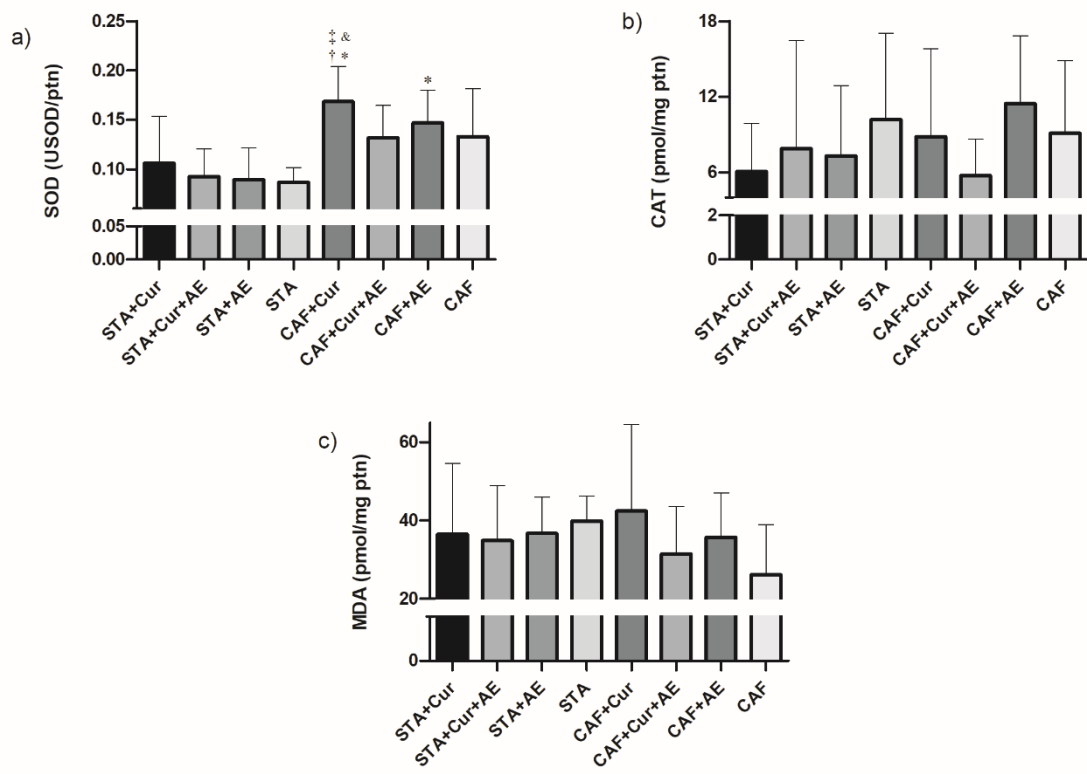 a)
SOD (USOD/ptn)
0.25
0.20
0.15
0.10
0.05
0.00
‡ &
† *
*
STA+Cur
STA+Cur+AE
STA+AE
STA
CAF+Cur
CAF+Cur+AE
CAF+AE
CAF
b)
CAT (pmol/mg ptn)
18
12
6
2
0
STA+Cur
STA+Cur+AE
STA+AE
STA
CAF+Cur
CAF+Cur+AE
CAF+AE
CAF
c)
MDA (pmol/mg ptn)
60
40
20
0
STA+Cur
STA+Cur+AE
STA+AE
STA
CAF+Cur
CAF+Cur+AE
CAF+AE
CAF